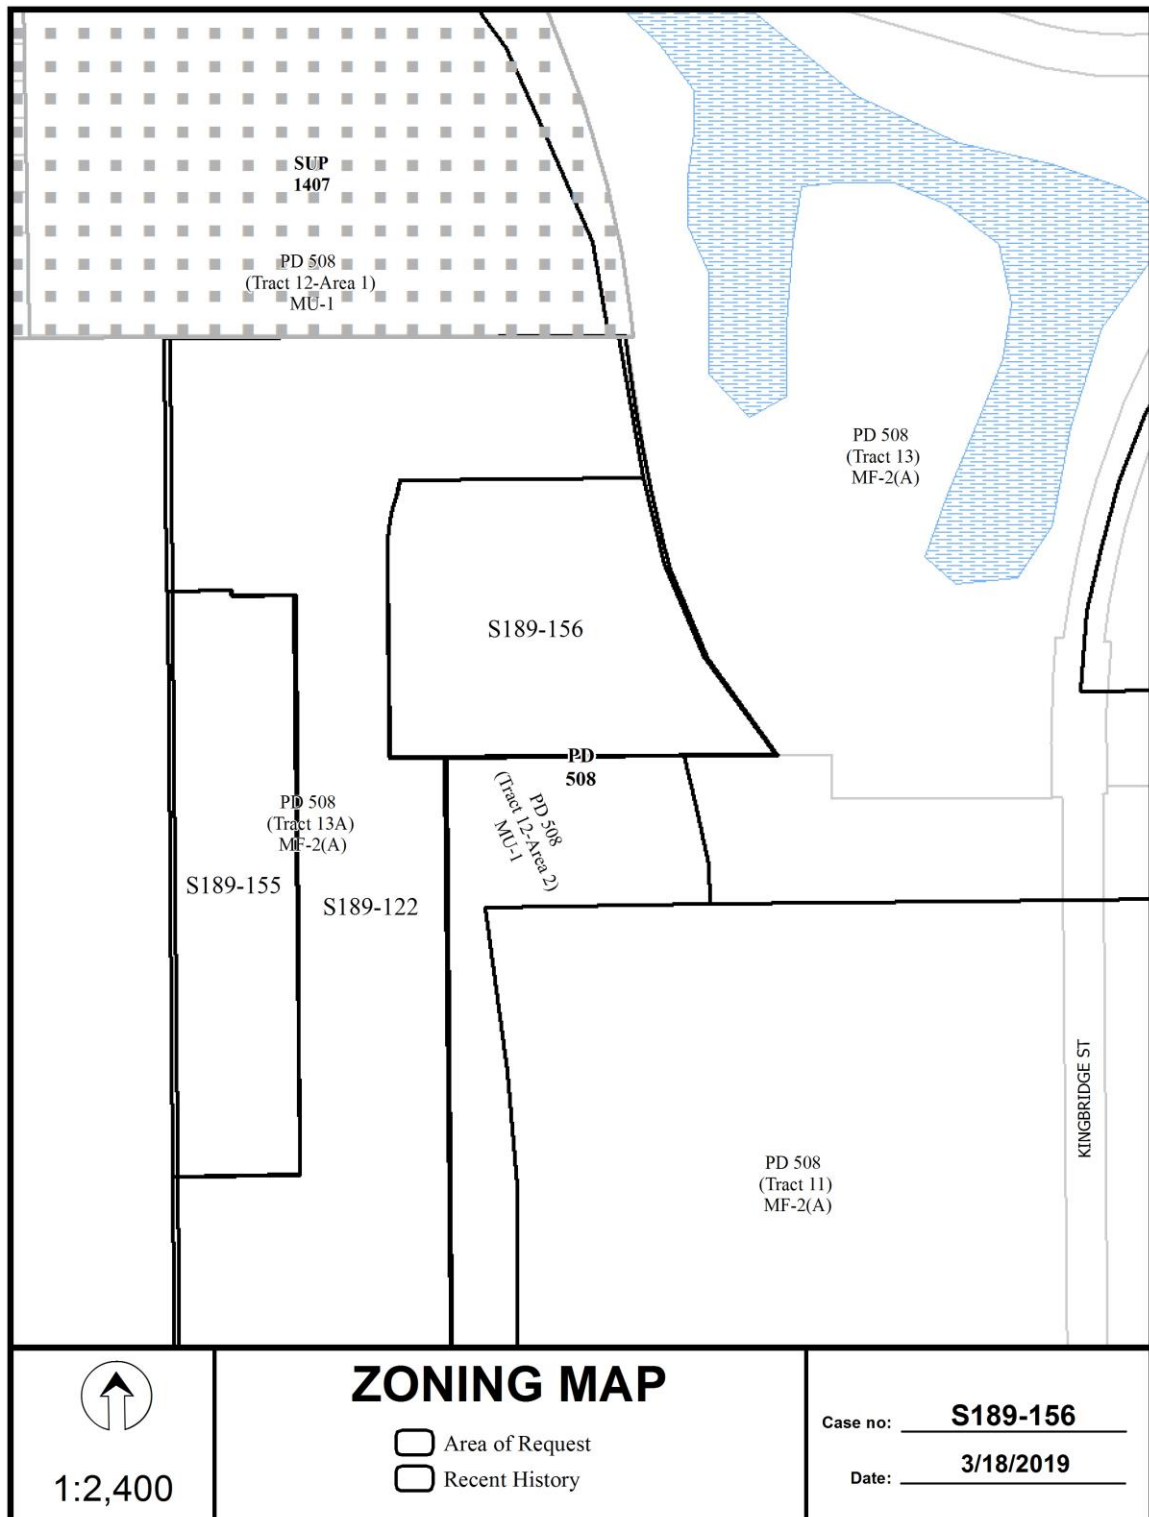 SUP
1407
PD 508
(Tract 12-Area 1)
MU-1
PD 508
(Tract 13)
MF-2(A)
S189-156
PD
508
PD 508
(Tract 12-Area 2)
MU-1
PD 508
(Tract 13A)
MF-2(A)
S189-155
S189-122
KINGBRIDGE ST
PD 508
(Tract 11)
MF-2(A)
1:2,400
ZONING MAP
Area of Request
Recent History
Case no: S189-156
Date: 3/18/2019